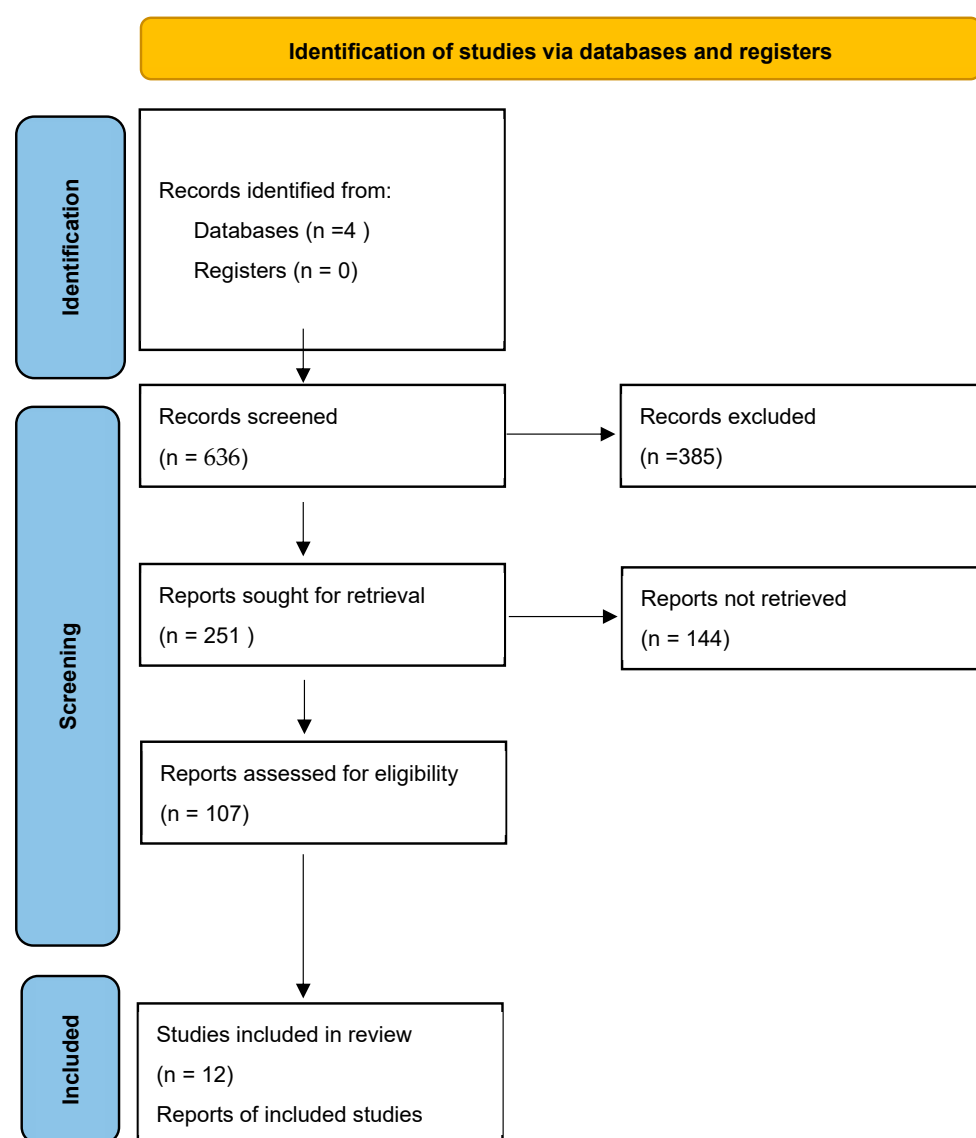 Identification of studies via databases and registers
Identification
Records identified from:
Databases (n =4 )
Registers (n = 0)
Screening
Records screened
(n = 636)
Records excluded
(n =385)
Reports sought for retrieval
(n = 251 )
Reports not retrieved
(n = 144)
Reports assessed for eligibility
(n = 107)
Included
Studies included in review
(n = 12)
Reports of included studies